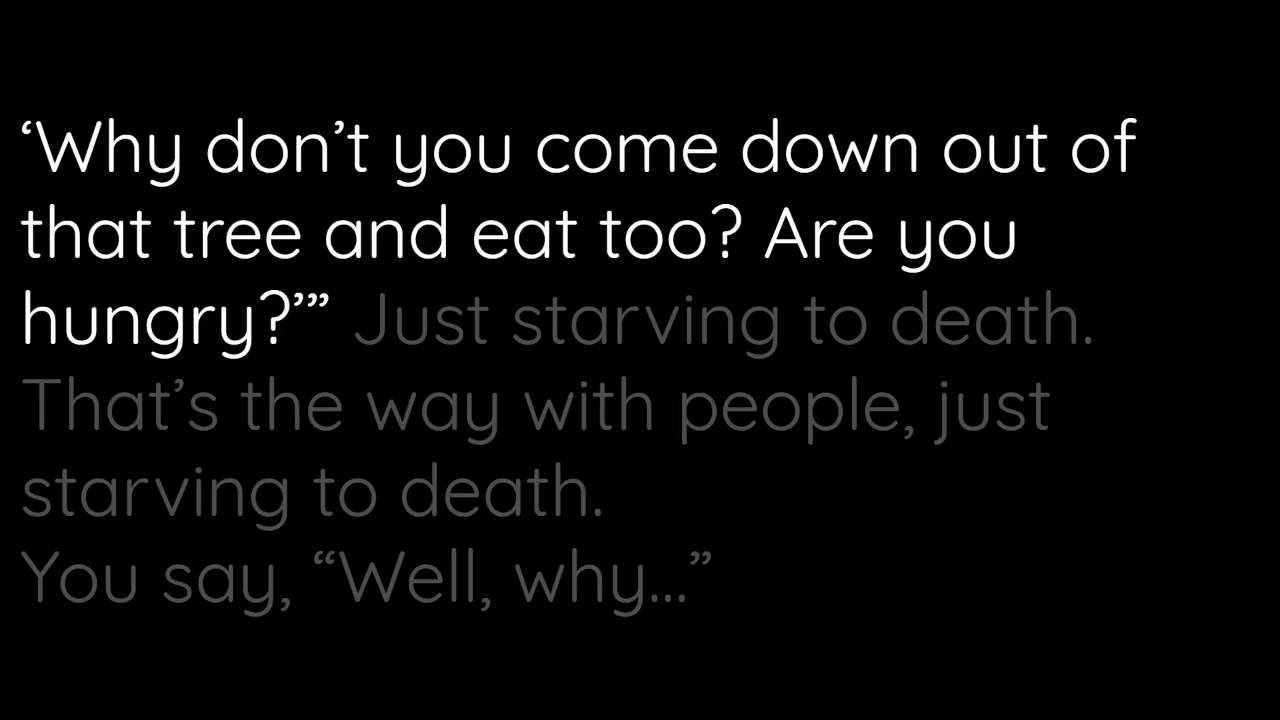 ‘Why don’t you come down out of
that tree and eat too? Are you
hungry?’” Just starving to death.
That’s the way with people, just
starving to death.
You say, “Well, why...”